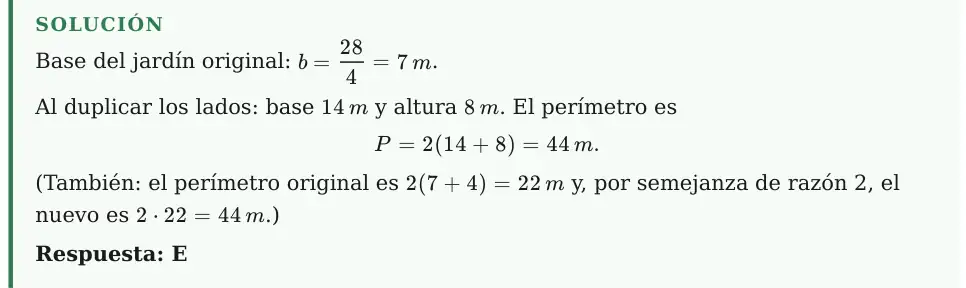 SOLUCIÓN
Base del jardín original: $b = \dfrac{28}{4} = 7\,m$.
Al duplicar los lados: base $14\,m$ y altura $8\,m$. El perímetro es
$P = 2(14 + 8) = 44\,m.$
(También: el perímetro original es $2(7 + 4) = 22\,m$ y, por semejanza de razón 2, el
nuevo es $2 \cdot 22 = 44\,m$.)
Respuesta: E